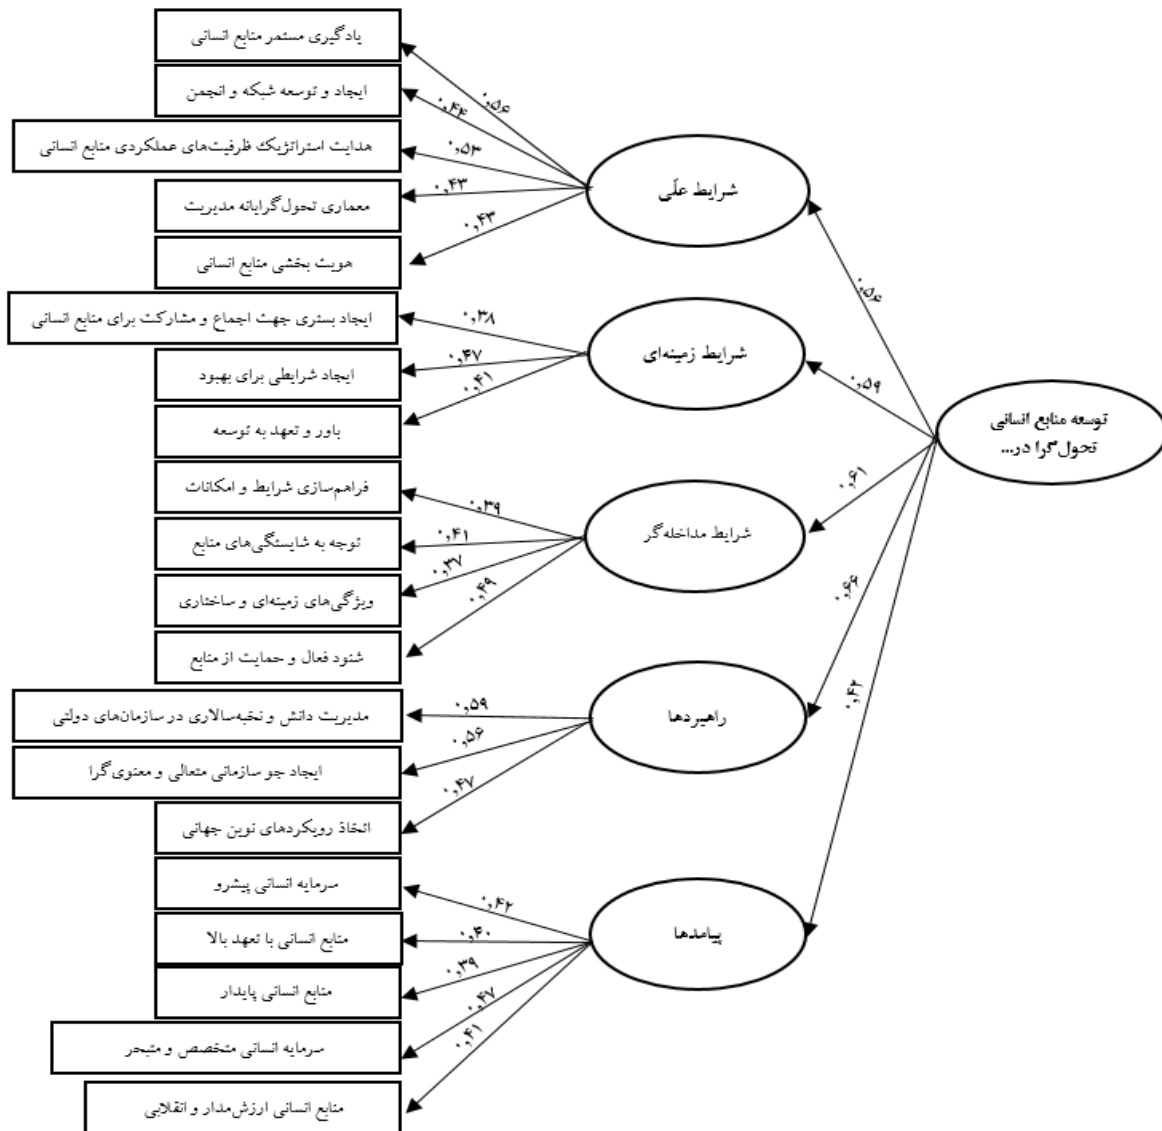 توسعه منابع انسانی
تحول‌گرا در...
۰٫۵۶
۰٫۵۹
۰٫۶۱
۰٫۶۶
۰٫۴۲
شرایط علّی
۰٫۵۶
۰٫۴۴
۰٫۵۳
۰٫۴۳
۰٫۴۳
یادگیری مستمر منابع انسانی
ایجاد و توسعه شبکه و انجمن
هدایت استراتژیک ظرفیت‌های عملکردی منابع انسانی
معماری تحول‌گرایانه مدیریت
هویت بخشی منابع انسانی
شرایط زمینه‌ای
۰٫۳۸
۰٫۴۷
۰٫۴۱
ایجاد بستری جهت اجماع و مشارکت برای منابع انسانی
ایجاد شرایطی برای بهبود
باور و تعهد به توسعه
شرایط مداخله‌گر
۰٫۳۹
۰٫۴۱
۰٫۳۷
۰٫۴۹
فراهم‌سازی شرایط و امکانات
توجه به شایستگی‌های منابع
ویژگی‌های زمینه‌ای و ساختاری
شنود فعال و حمایت از منابع
راهبردها
۰٫۵۹
۰٫۵۶
۰٫۴۷
مدیریت دانش و نخبه‌سالاری در سازمان‌های دولتی
ایجاد جو سازمانی متعالی و معنوی‌گرا
اتخاذ رویکردهای نوین جهانی
پیامدها
۰٫۴۲
۰٫۴۰
۰٫۳۹
۰٫۴۷
۰٫۴۱
سرمایه انسانی پیشرو
منابع انسانی با تعهد بالا
منابع انسانی پایدار
سرمایه انسانی متخصص و متبحر
منابع انسانی ارزش‌مدار و انقلابی